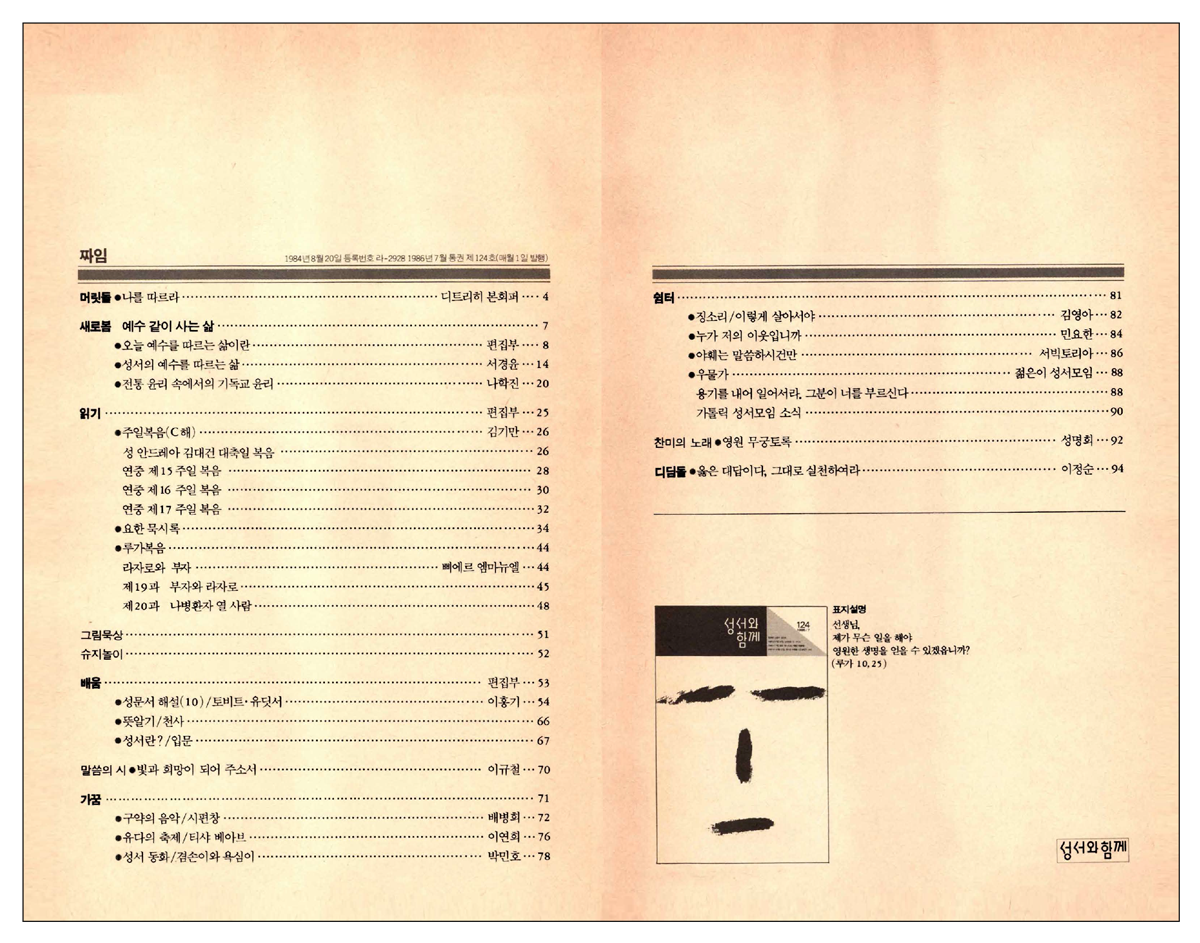 짜임
1984년 8월 20일 등록번호 라-2928 1986년 7월 통권 제124호(매월 1일 발행)
머릿돌 ●나를 따르라 ··· 디트리히 본회퍼 ··· 4
새로봄 예수 같이 사는 삶 ··· 7
●오늘 예수를 따르는 삶이란 ··· 편집부 ··· 8
●성서의 예수를 따르는 삶 ··· 서경윤 ··· 14
●전통 윤리 속에서의 기독교 윤리 ··· 나학진 ··· 20
읽기 ··· 편집부 ··· 25
●주일복음(C해) ··· 김기만 ··· 26
성 안드레아 김대건 대축일 복음 ··· 26
연중 제15 주일 복음 ··· 28
연중 제16 주일 복음 ··· 30
연중 제17 주일 복음 ··· 32
●요한 묵시록 ··· 34
●루가복음 ··· 44
라자로와 부자 ··· 삐에르 엠마뉴엘 ··· 44
제19과 부자와 라자로 ··· 45
제20과 나병환자 열 사람 ··· 48
그림묵상 ··· 51
슈지놀이 ··· 52
배움 ··· 편집부 ··· 53
●성문서 해설(10)/토비트·유딧서 ··· 이홍기 ··· 54
●뜻알기/천사 ··· 66
●성서란?/입문 ··· 67
말씀의 시 ●빛과 희망이 되어 주소서 ··· 이규철 ··· 70
가꿈 ··· 71
●구약의 음악/시편창 ··· 배병희 ··· 72
●유다의 축제/티샤 베아브 ··· 이연희 ··· 76
●성서 동화/겸손이와 욕심이 ··· 박민호 ··· 78
쉼터 ··· 81
●징소리/이렇게 살아서야 ··· 김영아 ··· 82
●누가 저의 이웃입니까 ··· 민요한 ··· 84
●야훼는 말씀하시건만 ··· 서빅토리아 ··· 86
●우물가 ··· 젊은이 성서모임 ··· 88
용기를 내어 일어서라, 그분이 너를 부르신다 ··· 88
가톨릭 성서모임 소식 ··· 90
찬미의 노래 ●영원 무궁토록 ··· 성명회 ··· 92
디딤돌 ●옳은 대답이다, 그대로 실천하여라 ··· 이정순 ··· 94
성서와
함께
124
표지설명
선생님,
제가 무슨 일을 해야
영원한 생명을 얻을 수 있겠읍니까?
(루가 10,25)
성서와함께